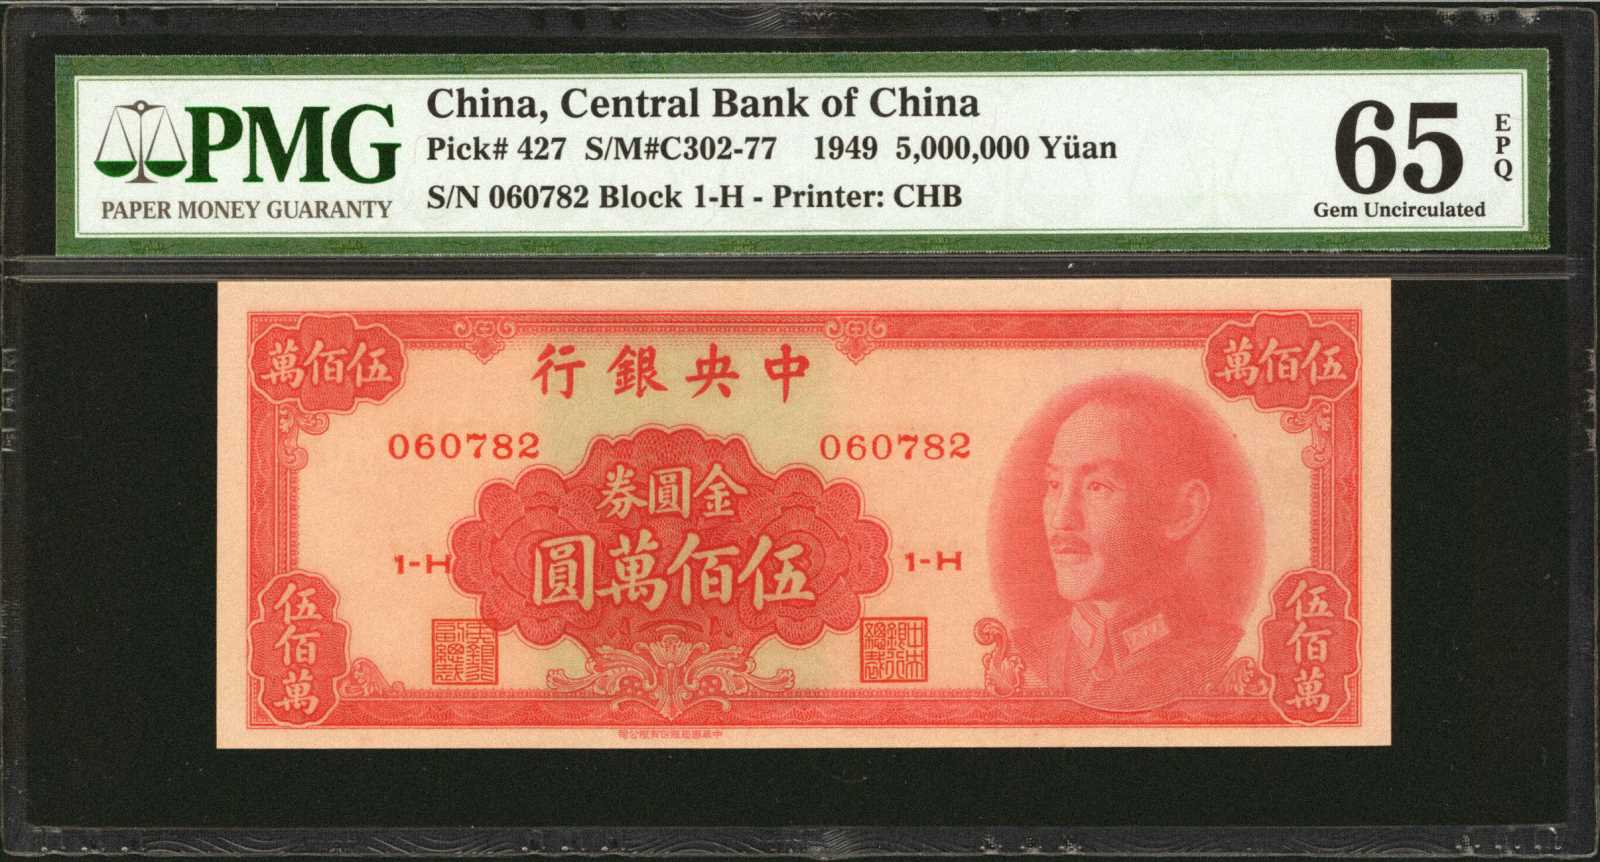 PMG
PAPER MONEY GUARANTY
China, Central Bank of China
Pick# 427 S/M#C302-77 1949 5,000,000 Yüan
S/N 060782 Block 1-H - Printer: CHB
65
EPQ
Gem Uncirculated
伍佰萬
中央銀行
伍佰萬
060782
060782
金圓券
伍佰萬圓
1-H
1-H
伍佰萬
伍佰萬